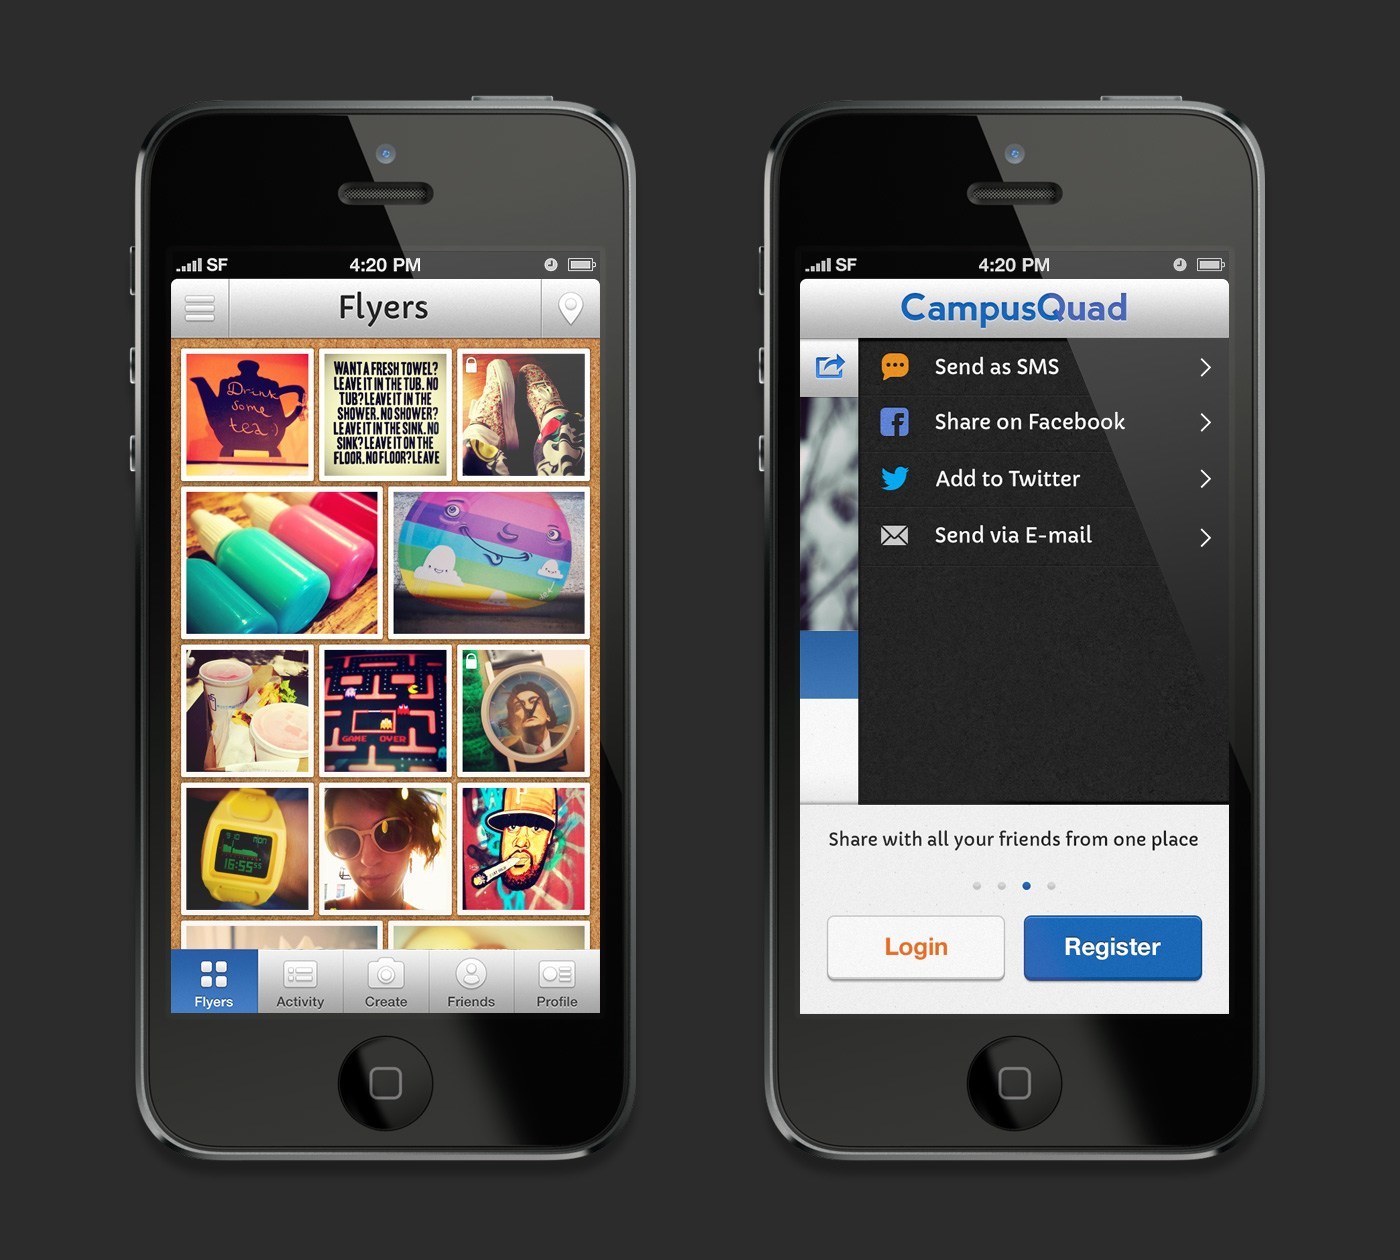 SF 4:20 PM
Flyers
Drink
some
tea :)
WANT A FRESH TOWEL?
LEAVE IT IN THE TUB. NO
TUB? LEAVE IT IN THE
SHOWER. NO SHOWER?
LEAVE IT IN THE SINK. NO
SINK? LEAVE IT ON THE
FLOOR. NO FLOOR? LEAVE
GAME OVER
16:55
Flyers Activity Create Friends Profile
SF 4:20 PM
CampusQuad
Send as SMS
Share on Facebook
Add to Twitter
Send via E-mail
Share with all your friends from one place
Login Register